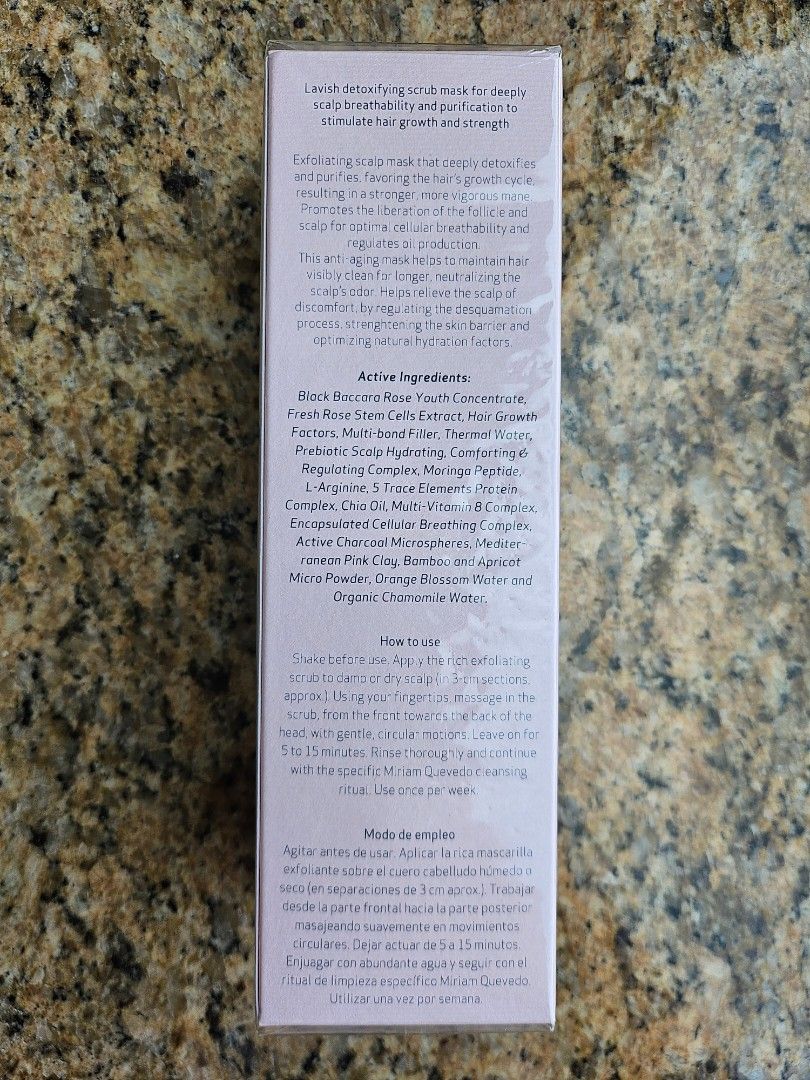 Lavish detoxifying scrub mask for deeply
scalp breathability and purification to
stimulate hair growth and strength
Exfoliating scalp mask that deeply detoxifies
and purifies, favoring the hair's growth cycle,
resulting in a stronger, more vigorous mane.
Promotes the liberation of the follicle and
scalp for optimal cellular breathability and
regulates oil production.
This anti-aging mask helps to maintain hair
visibly clean for longer, neutralizing the
scalp's odor. Helps relieve the scalp of
discomfort, by regulating the desquamation
process, strenghtening the skin barrier and
optimizing natural hydration factors.
Active Ingredients:
Black Baccara Rose Youth Concentrate,
Fresh Rose Stem Cells Extract, Hair Growth
Factors, Multi-bond Filler, Thermal Water,
Prebiotic Scalp Hydrating, Comforting &
Regulating Complex, Moringa Peptide,
L-Arginine, 5 Trace Elements Protein
Complex, Chia Oil, Multi-Vitamin B Complex,
Encapsulated Cellular Breathing Complex,
Active Charcoal Microspheres, Mediter-
ranean Pink Clay, Bamboo and Apricot
Micro Powder, Orange Blossom Water and
Organic Chamomile Water.
How to use
Shake before use. Apply the rich exfoliating
scrub to damp or dry scalp (in 3-cm sections,
approx.). Using your fingertips, massage in the
scrub, from the front towards the back of the
head, with gentle, circular motions. Leave on for
5 to 15 minutes. Rinse thoroughly and continue
with the specific Miriam Quevedo cleansing
ritual. Use once per week.
Modo de empleo
Agitar antes de usar. Aplicar la rica mascarilla
exfoliante sobre el cuero cabelludo húmedo o
seco (en separaciones de 3 cm aprox.). Trabajar
desde la parte frontal hacia la parte posterior
masajeando suavemente en movimientos
circulares. Dejar actuar de 5 a 15 minutos.
Enjuagar con abundante agua y seguir con el
ritual de limpieza específico Miriam Quevedo.
Utilizar una vez por semana.